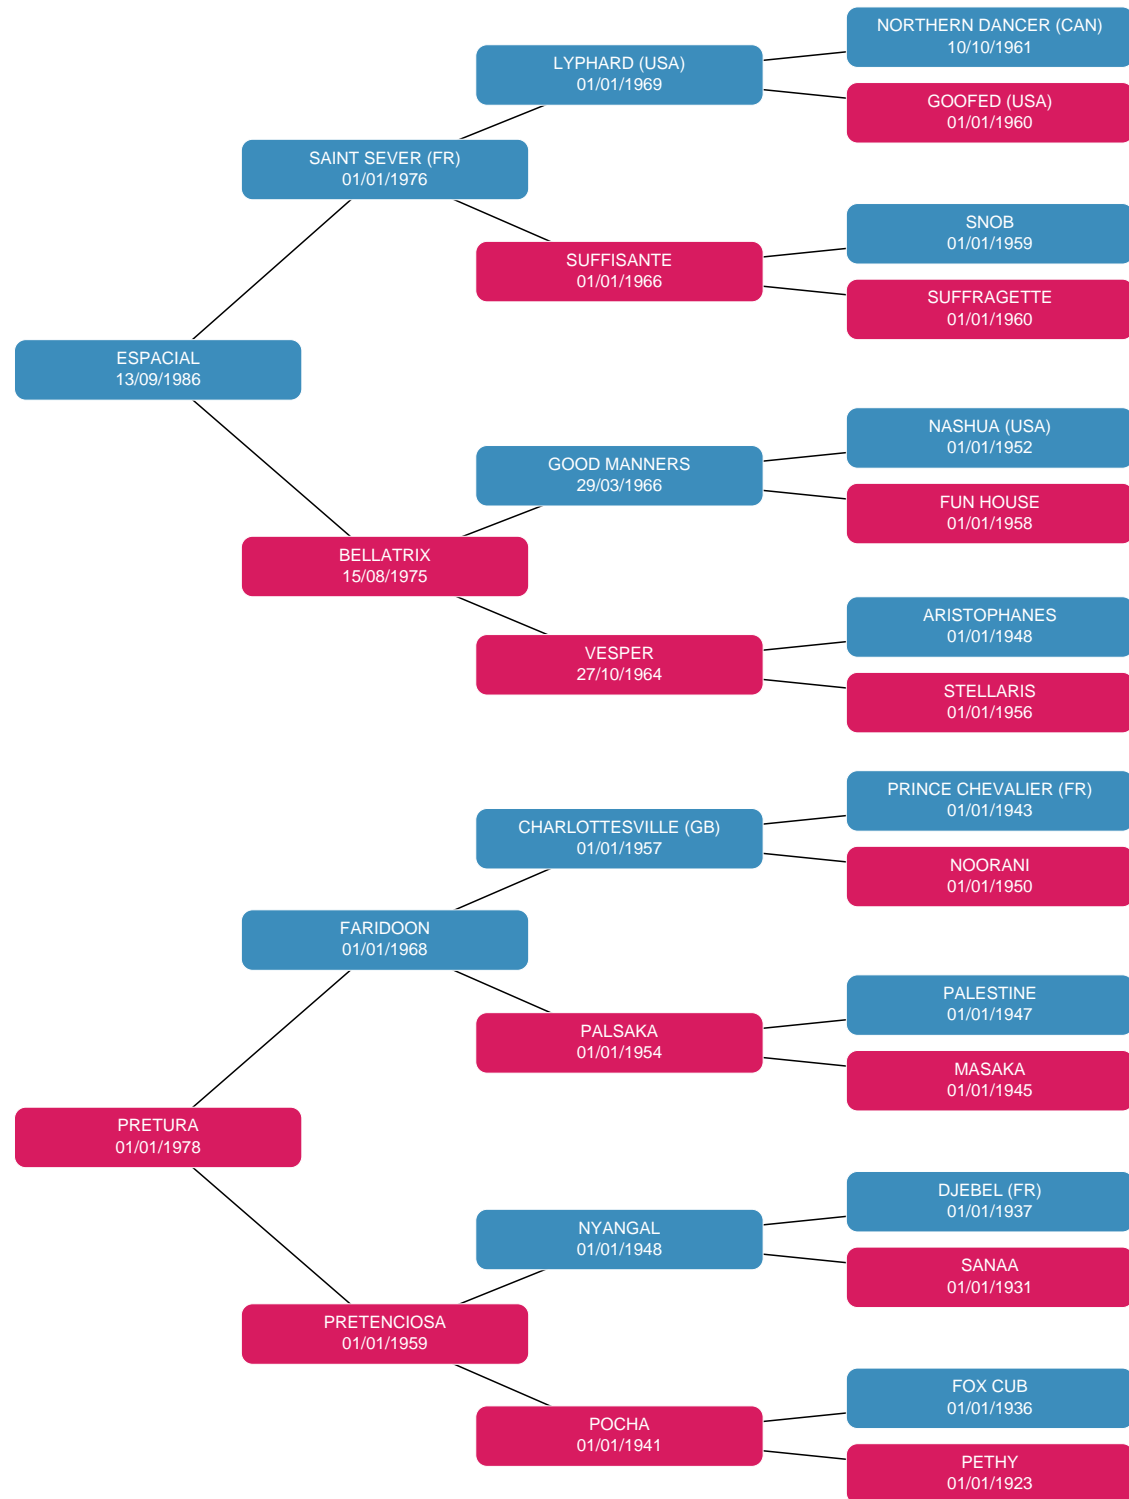 NORTHERN DANCER (CAN)
10/10/1961
LYPHARD (USA)
01/01/1969
GOOFED (USA)
01/01/1960
SAINT SEVER (FR)
01/01/1976
SNOB
01/01/1959
SUFFISANTE
01/01/1966
SUFFRAGETTE
01/01/1960
ESPACIAL
13/09/1986
NASHUA (USA)
01/01/1952
GOOD MANNERS
29/03/1966
FUN HOUSE
01/01/1958
BELLATRIX
15/08/1975
ARISTOPHANES
01/01/1948
VESPER
27/10/1964
STELLARIS
01/01/1956
PRINCE CHEVALIER (FR)
01/01/1943
CHARLOTTESVILLE (GB)
01/01/1957
NOORANI
01/01/1950
FARIDOON
01/01/1968
PALESTINE
01/01/1947
PALSAKA
01/01/1954
MASAKA
01/01/1945
PRETURA
01/01/1978
DJEBEL (FR)
01/01/1937
NYANGAL
01/01/1948
SANAA
01/01/1931
PRETENCIOSA
01/01/1959
FOX CUB
01/01/1936
POCHA
01/01/1941
PETHY
01/01/1923